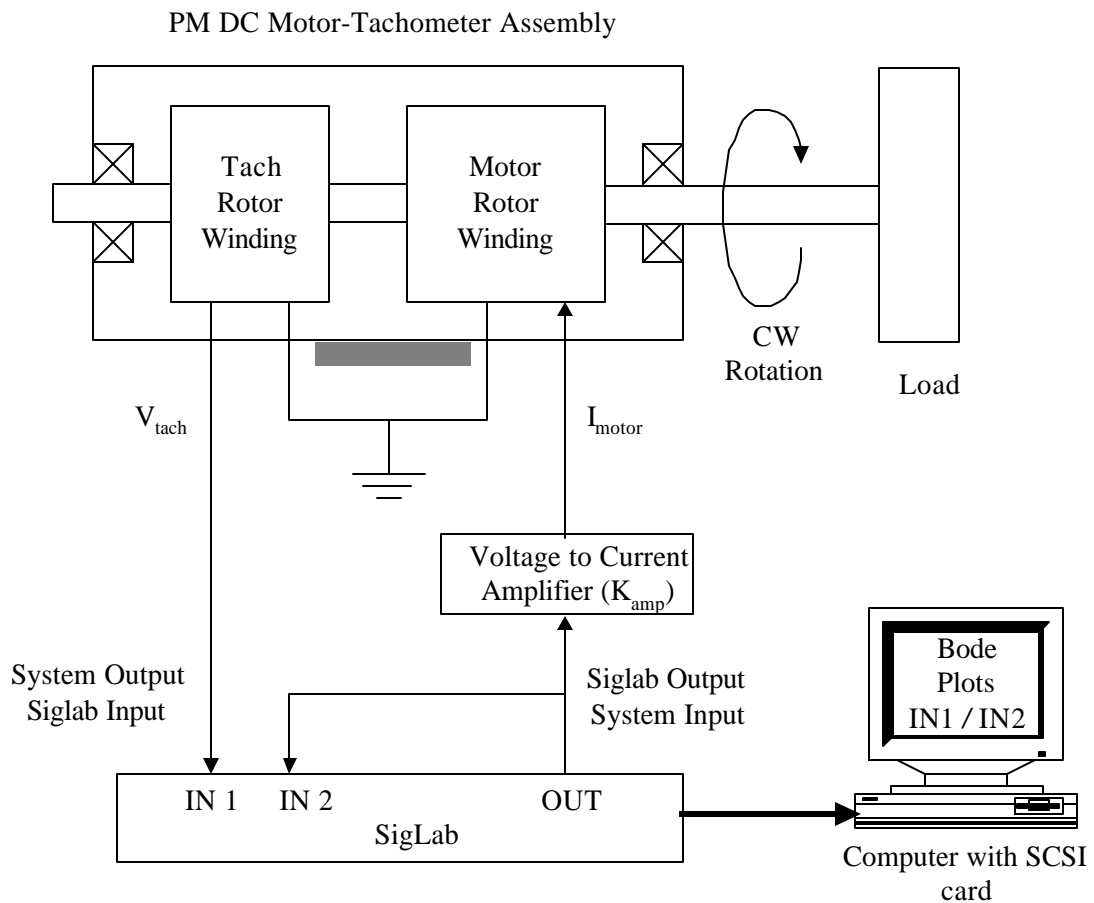 PM DC Motor-Tachometer Assembly
Tach
Rotor
Winding
Motor
Rotor
Winding
CW
Rotation
Load
V_tach
I_motor
Voltage to Current
Amplifier (K_amp)
System Output
Siglab Input
Siglab Output
System Input
Bode
Plots
IN1 / IN2
IN 1
IN 2
OUT
SigLab
Computer with SCSI
card